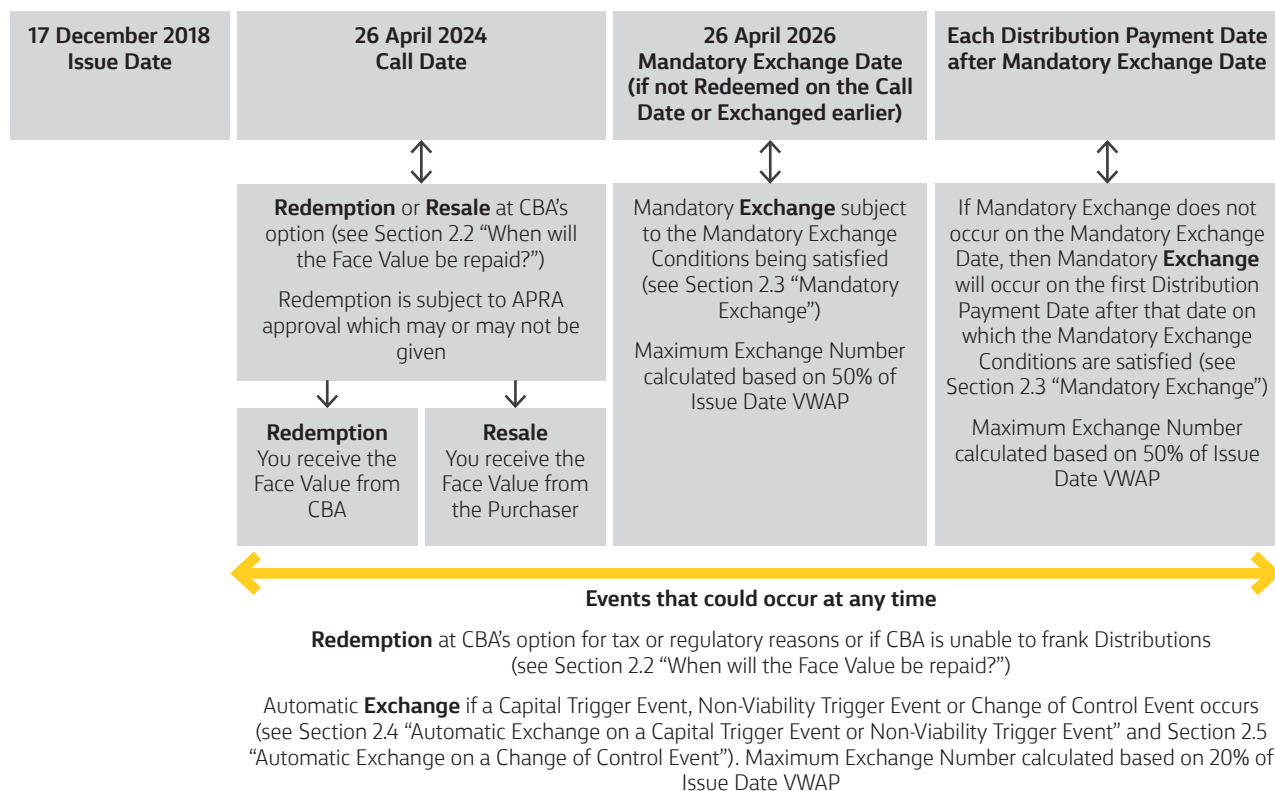 17 December 2018
Issue Date
26 April 2024
Call Date
26 April 2026
Mandatory Exchange Date
(if not Redeemed on the Call
Date or Exchanged earlier)
Each Distribution Payment Date
after Mandatory Exchange Date
Redemption or Resale at CBA’s
option (see Section 2.2 “When will
the Face Value be repaid?”)
Redemption is subject to APRA
approval which may or may not be
given
Redemption
You receive the
Face Value from
CBA
Resale
You receive the
Face Value from
the Purchaser
Mandatory Exchange subject
to the Mandatory Exchange
Conditions being satisfied
(see Section 2.3 “Mandatory
Exchange”)
Maximum Exchange Number
calculated based on 50% of
Issue Date VWAP
If Mandatory Exchange does not
occur on the Mandatory Exchange
Date, then Mandatory Exchange
will occur on the first Distribution
Payment Date after that date on
which the Mandatory Exchange
Conditions are satisfied (see
Section 2.3 “Mandatory Exchange”)
Maximum Exchange Number
calculated based on 50% of Issue
Date VWAP
Events that could occur at any time
Redemption at CBA’s option for tax or regulatory reasons or if CBA is unable to frank Distributions
(see Section 2.2 “When will the Face Value be repaid?”)
Automatic Exchange if a Capital Trigger Event, Non-Viability Trigger Event or Change of Control Event occurs
(see Section 2.4 “Automatic Exchange on a Capital Trigger Event or Non-Viability Trigger Event” and Section 2.5
“Automatic Exchange on a Change of Control Event”). Maximum Exchange Number calculated based on 20% of
Issue Date VWAP